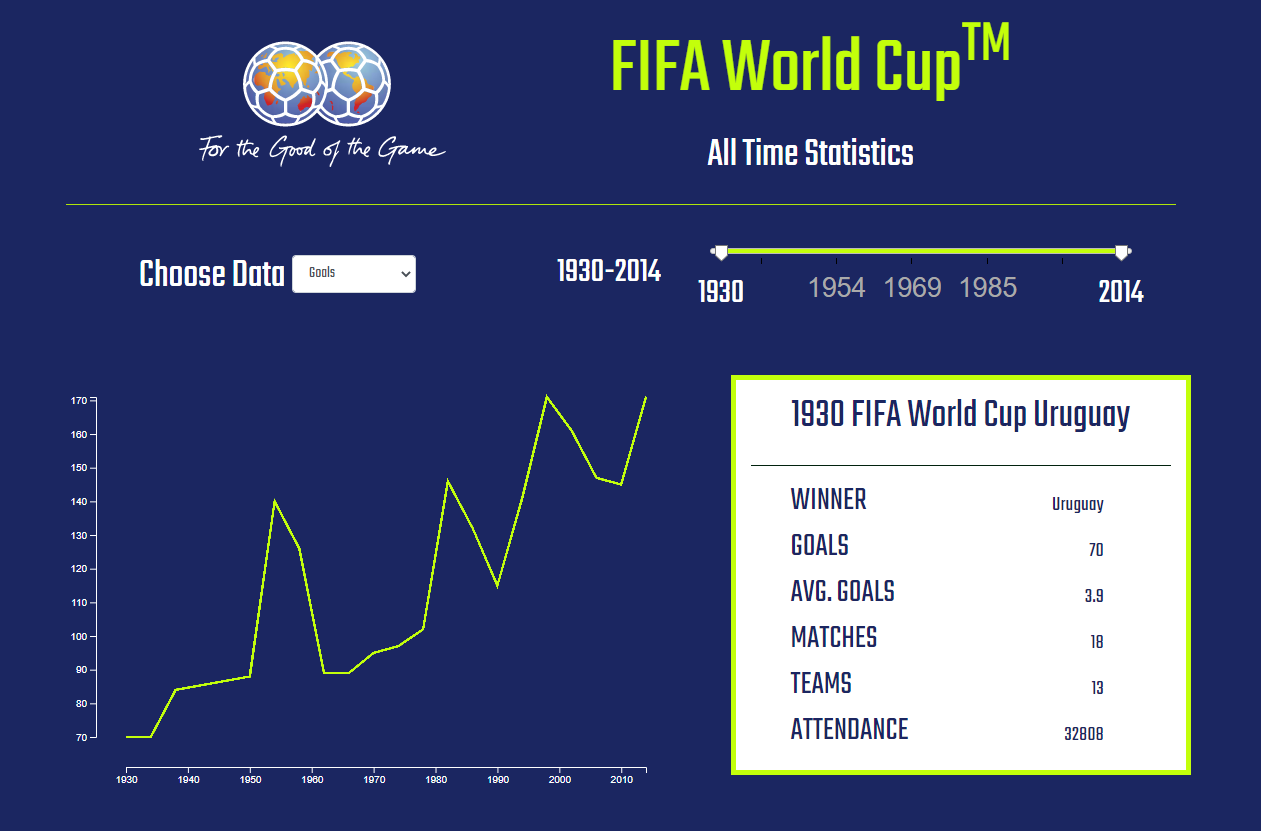 For the Good of the Game
FIFA World Cup™
All Time Statistics
Choose Data Goals
1930-2014
1930 1954 1969 1985 2014
170
160
150
140
130
120
110
100
90
80
70
1930 1940 1950 1960 1970 1980 1990 2000 2010
1930 FIFA World Cup Uruguay
WINNER Uruguay
GOALS 70
AVG. GOALS 3.9
MATCHES 18
TEAMS 13
ATTENDANCE 32808